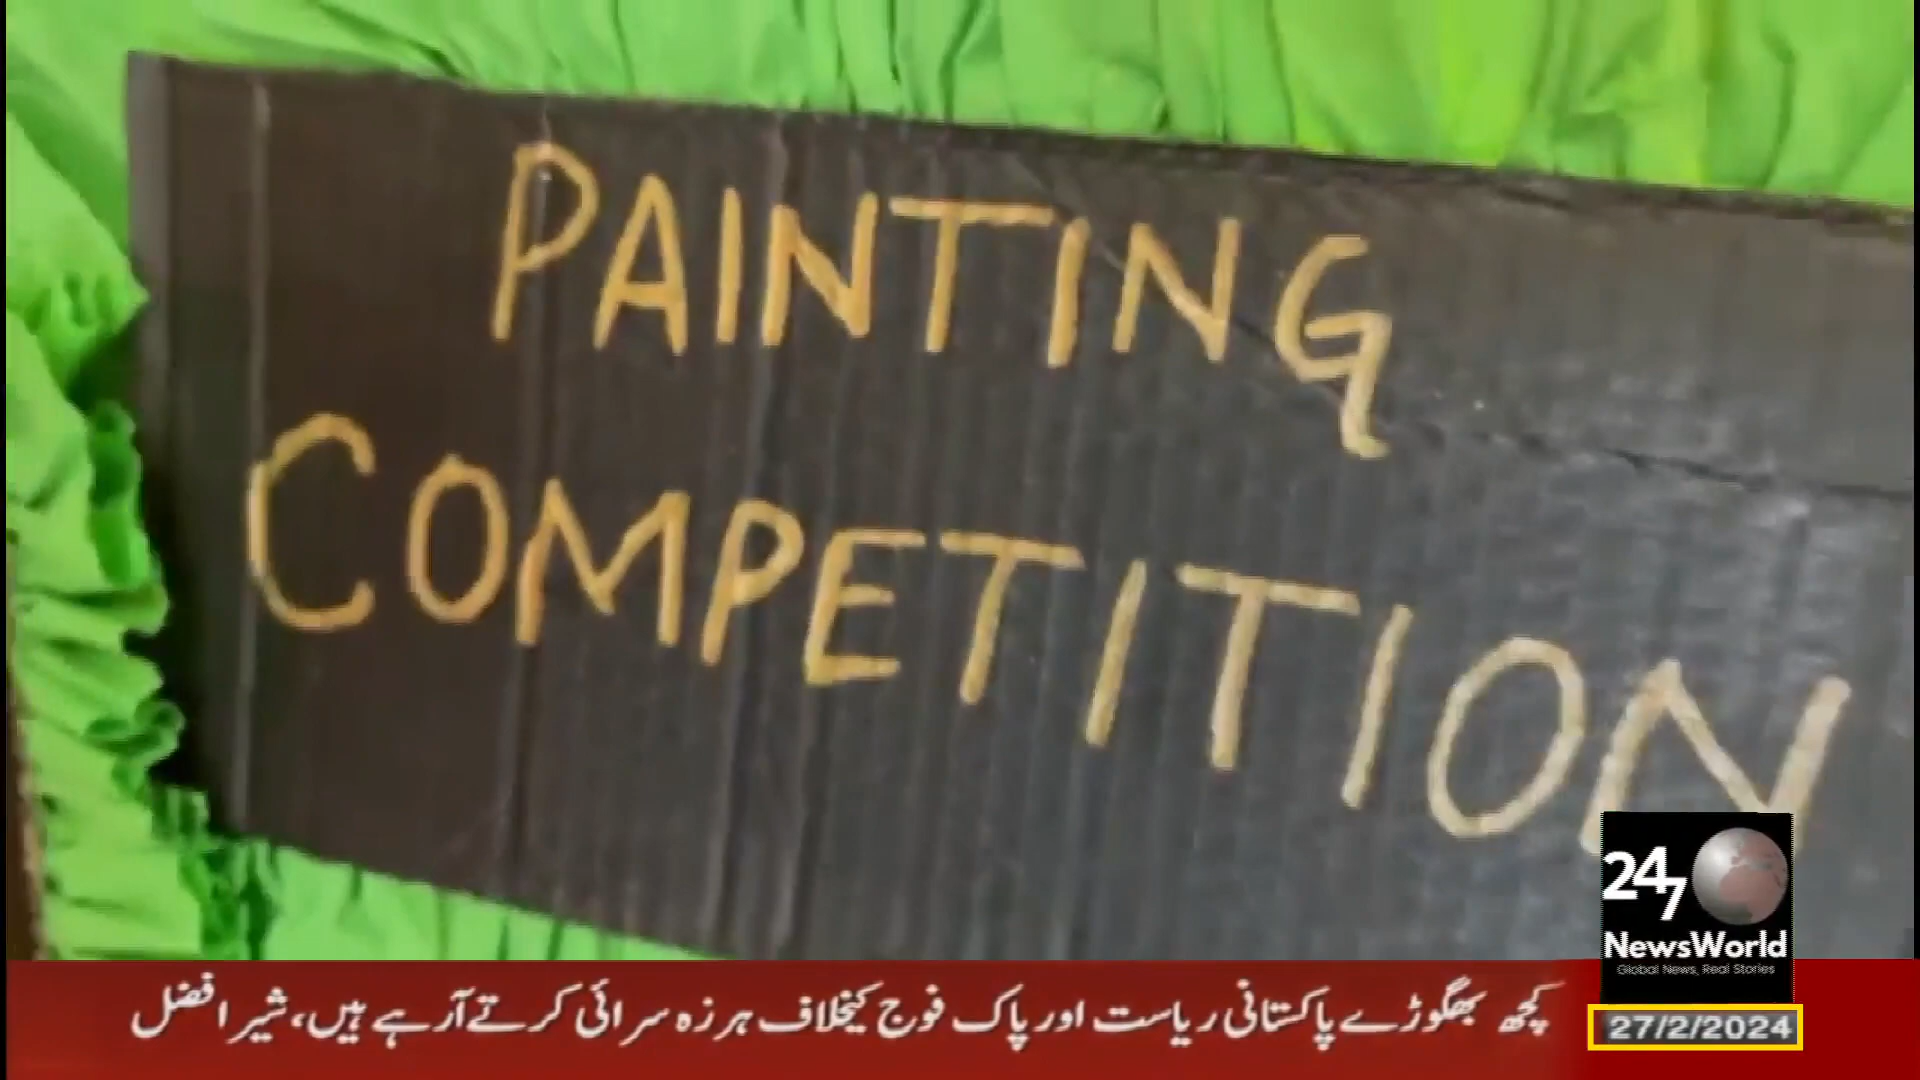 PAINTING
COMPETITION
24/7
NewsWorld
Global News, Real Stories
کچھ بھگوڑے پاکستانی ریاست اور پاک فوج کیخلاف ہرزہ سرائی کرتے آرہے ہیں، شیر افضل
27/2/2024